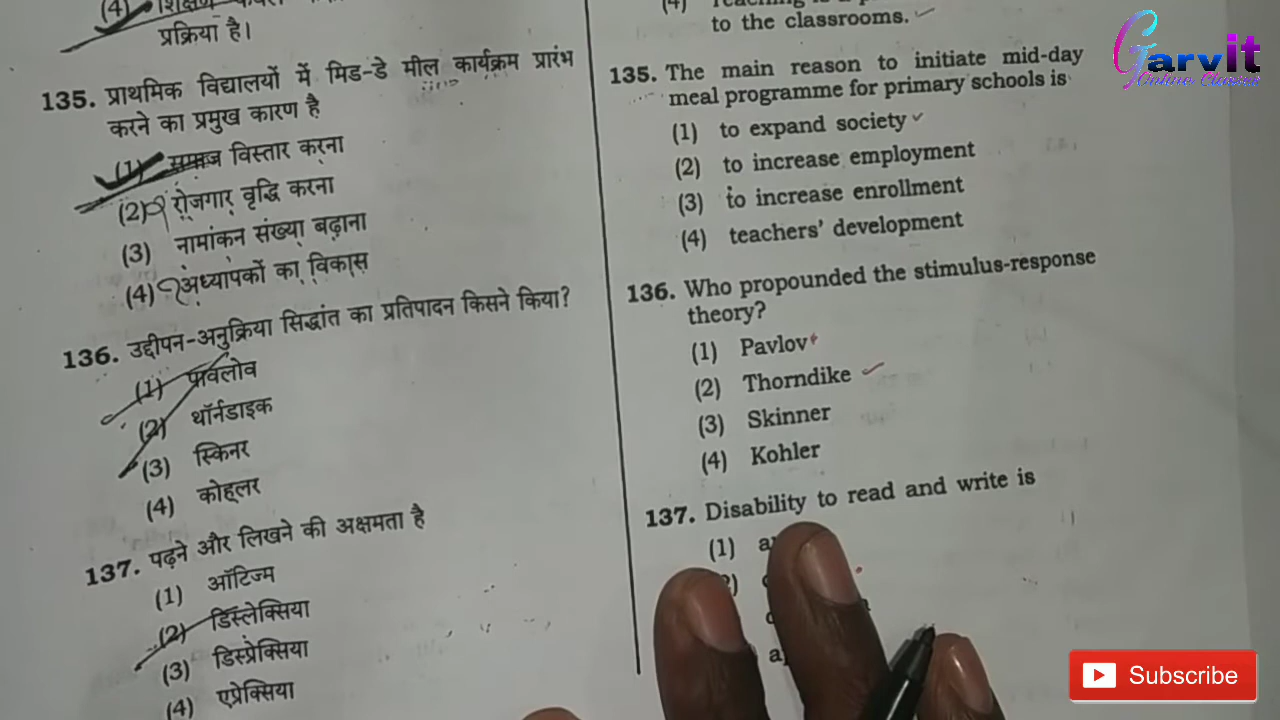 प्रक्रिया है।
135. प्राथमिक विद्यालयों में मिड-डे मील कार्यक्रम प्रारंभ
करने का प्रमुख कारण है
(1) समाज विस्तार करना
(2) रोजगार वृद्धि करना
(3) नामांकन संख्या बढ़ाना
(4) अध्यापकों का विकास
136. उद्दीपन-अनुक्रिया सिद्धांत का प्रतिपादन किसने किया?
(1) पावलोव
(2) थॉर्नडाइक
(3) स्किनर
(4) कोहलर
137. पढ़ने और लिखने की अक्षमता है
(1) ऑटिज्म
(2) डिस्लेक्सिया
(3) डिस्प्रेक्सिया
(4) एप्रेक्सिया
to the classrooms.
135. The main reason to initiate mid-day
meal programme for primary schools is
(1) to expand society
(2) to increase employment
(3) to increase enrollment
(4) teachers' development
136. Who propounded the stimulus-response
theory?
(1) Pavlov
(2) Thorndike
(3) Skinner
(4) Kohler
137. Disability to read and write is
(1)
Garvit
Online Classes
Subscribe